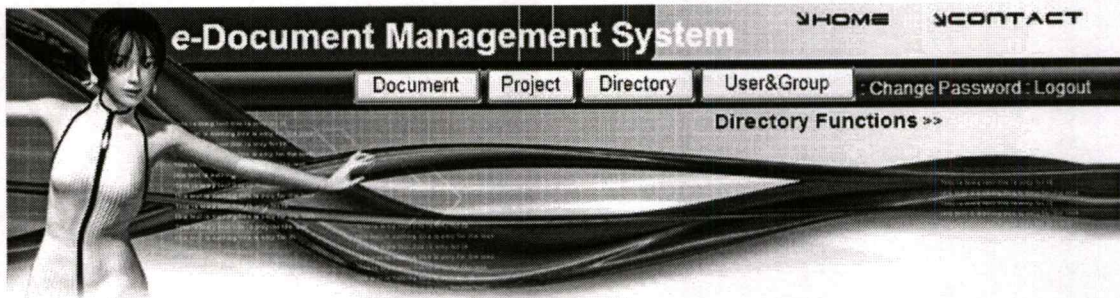 HOME CONTACT
e-Document Management System
Document Project Directory User&Group : Change Password : Logout
Directory Functions >>